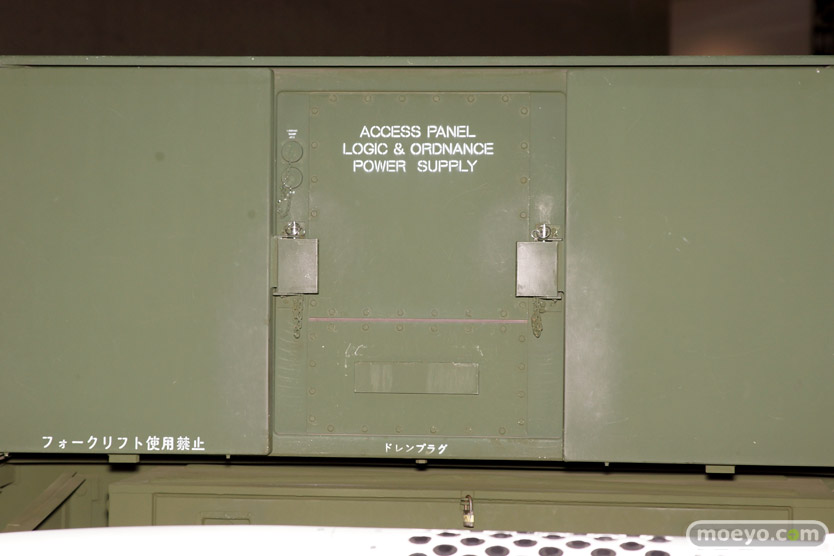 ACCESS PANEL
LOGIC & ORDNANCE
POWER SUPPLY
フォークリフト使用禁止
ドレンプラグ
moeyo.com